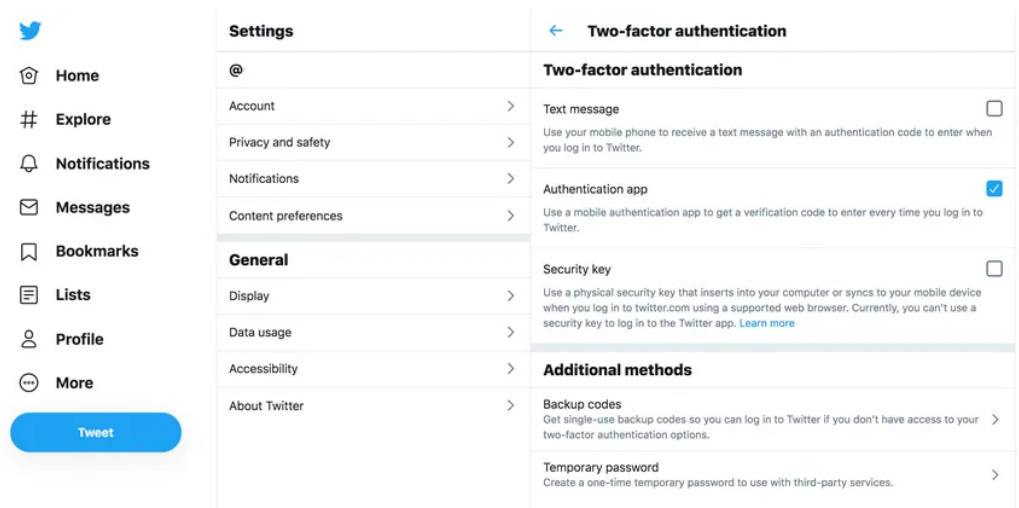 Home
Explore
Notifications
Messages
Bookmarks
Lists
Profile
More
Tweet
Settings
@
Account
Privacy and safety
Notifications
Content preferences
General
Display
Data usage
Accessibility
About Twitter
Two-factor authentication
Two-factor authentication
Text message
Use your mobile phone to receive a text message with an authentication code to enter when
you log in to Twitter.
Authentication app
Use a mobile authentication app to get a verification code to enter every time you log in to
Twitter.
Security key
Use a physical security key that inserts into your computer or syncs to your mobile device
when you log in to twitter.com using a supported web browser. Currently, you can't use a
security key to log in to the Twitter app. Learn more
Additional methods
Backup codes
Get single-use backup codes so you can log in to Twitter if you don't have access to your
two-factor authentication options.
Temporary password
Create a one-time temporary password to use with third-party services.